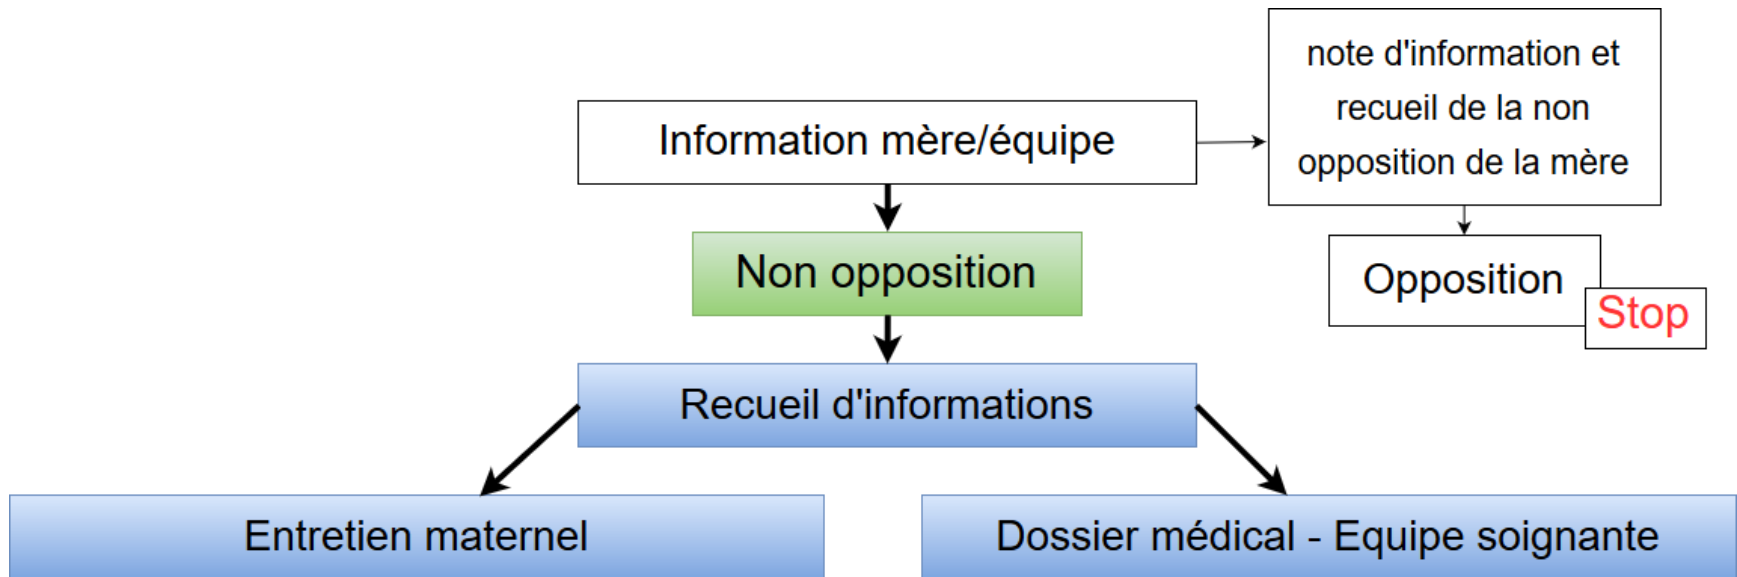 note d'information et
recueil de la non
opposition de la mère
Information mère/équipe
Non opposition
Opposition
Stop
Recueil d'informations
Entretien maternel
Dossier médical - Equipe soignante